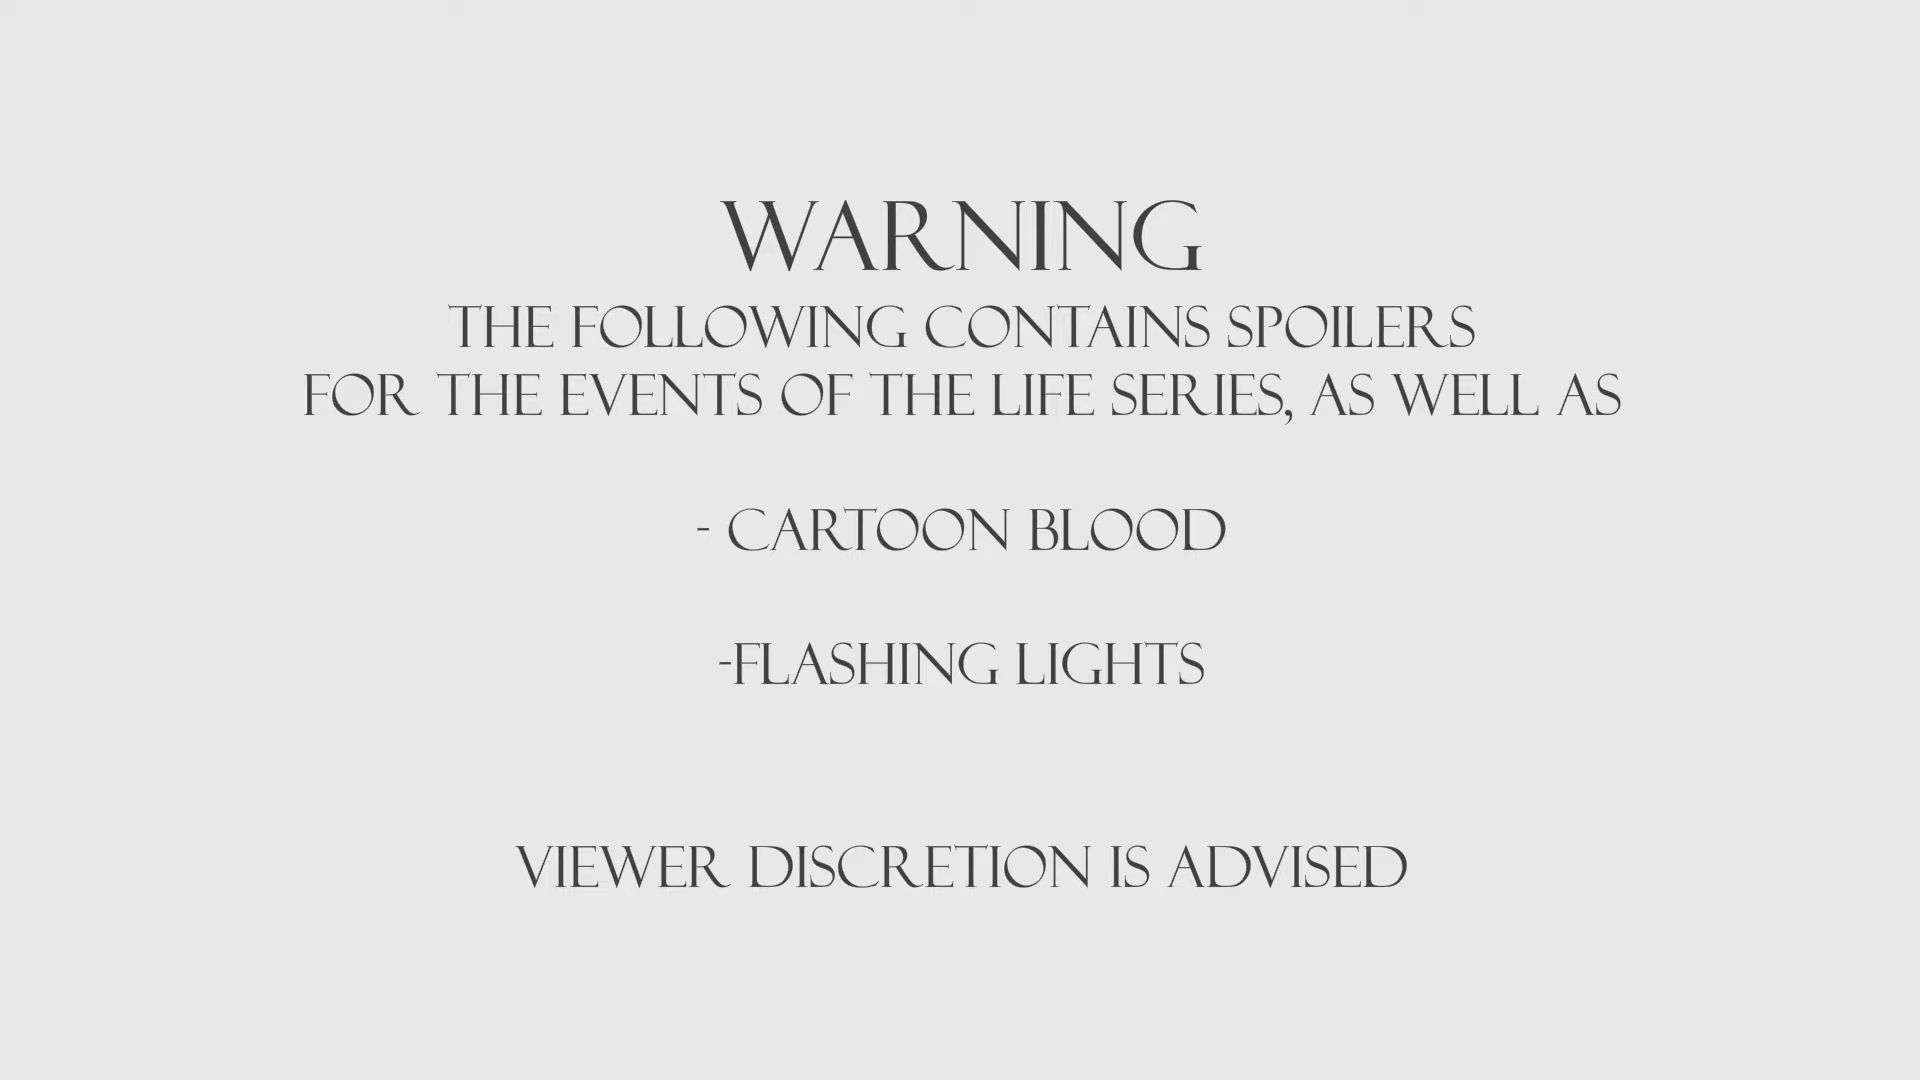 WARNING
THE FOLLOWING CONTAINS SPOILERS
FOR THE EVENTS OF THE LIFE SERIES, AS WELL AS
- CARTOON BLOOD
-FLASHING LIGHTS
VIEWER DISCRETION IS ADVISED